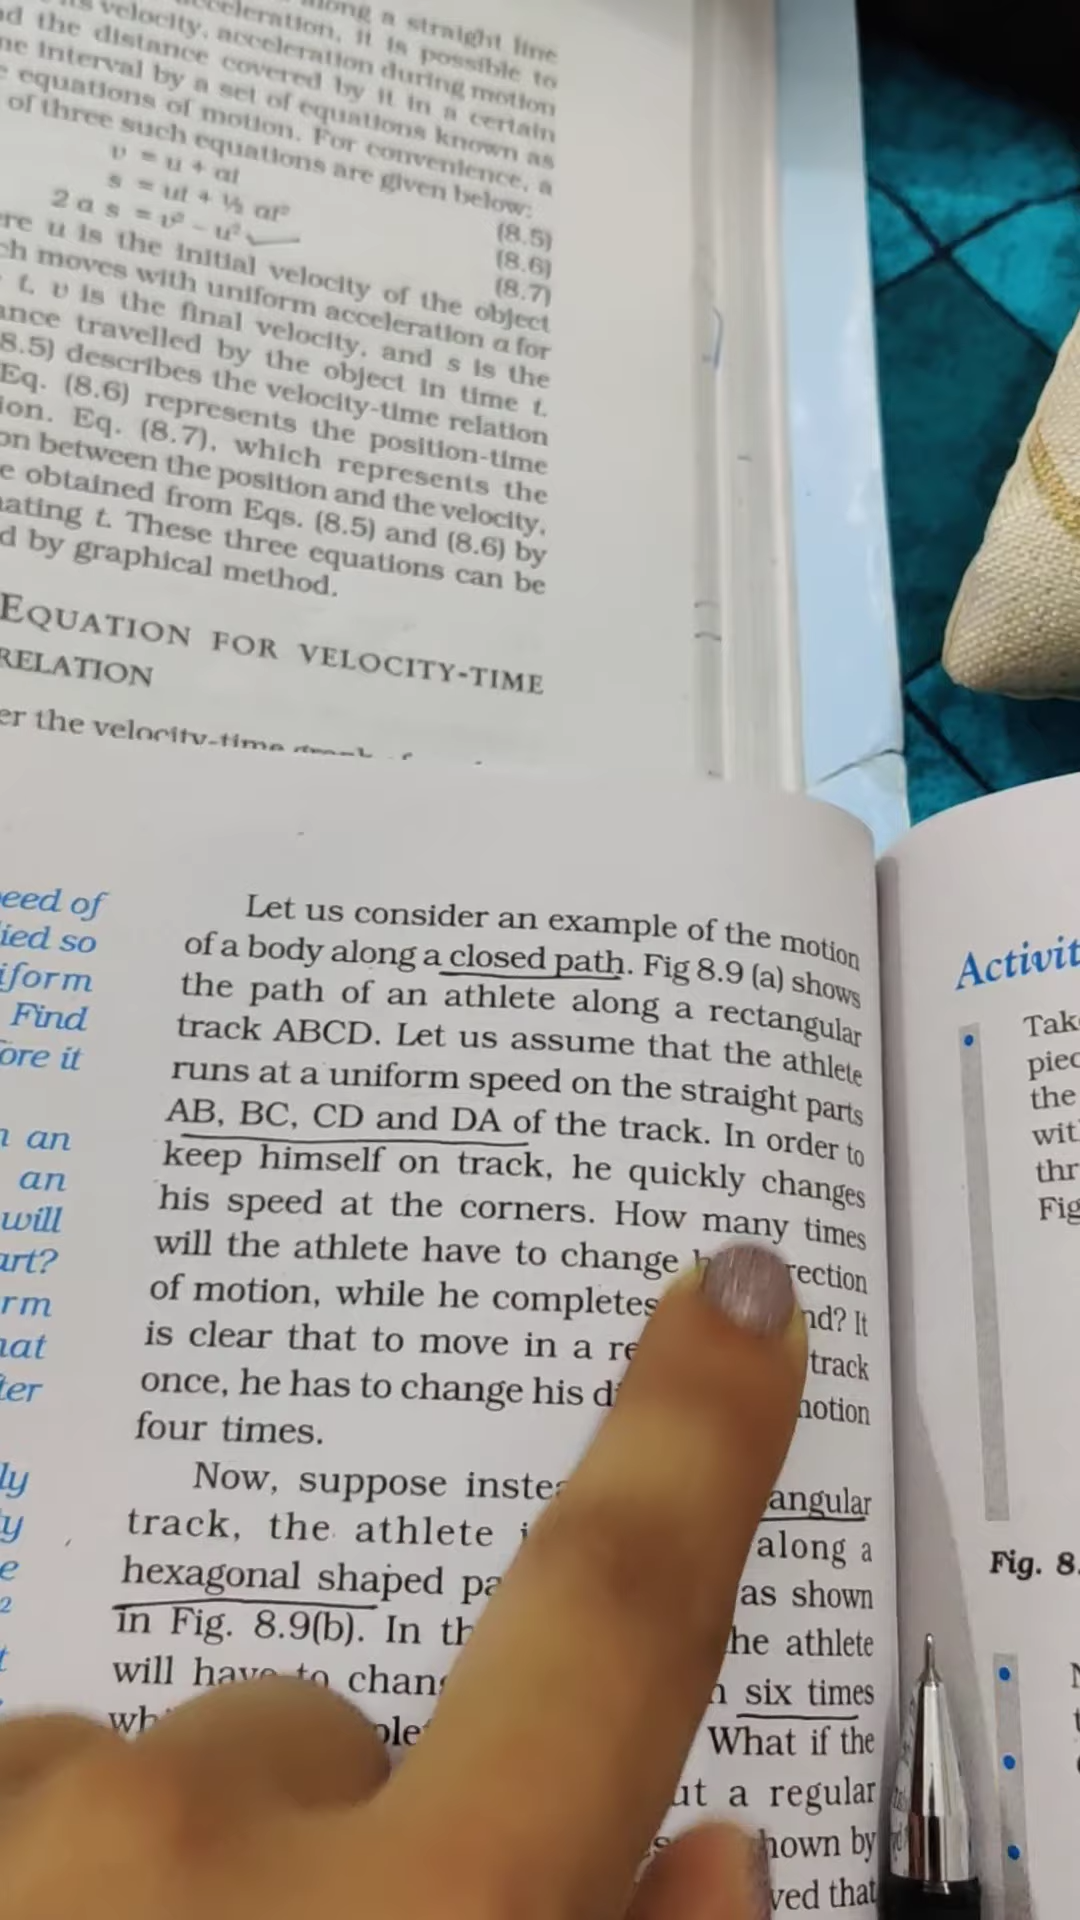 along a straight line
acceleration, it is possible to
velocity, acceleration during motion
the distance covered by it in a certain
interval by a set of equations known as
equations of motion. For convenience, a
of three such equations are given below:
v = u + at
s = ut + ½ at²
2 a s = v² – u²
(8.5)
(8.6)
(8.7)
u is the initial velocity of the object
moves with uniform acceleration a for
t, v is the final velocity, and s is the
travelled by the object in time t.
8.5) describes the velocity-time relation
Eq. (8.6) represents the position-time
Eq. (8.7), which represents the
between the position and the velocity,
obtained from Eqs. (8.5) and (8.6) by
t. These three equations can be
by graphical method.
EQUATION FOR VELOCITY-TIME
RELATION
the velocity-time
eed of
ied so
iform
Find
ore it
an
an
will
art?
rm
hat
ter
ly
y
e
2
t
Let us consider an example of the motion
of a body along a closed path. Fig 8.9 (a) shows
the path of an athlete along a rectangular
track ABCD. Let us assume that the athlete
runs at a uniform speed on the straight parts
AB, BC, CD and DA of the track. In order to
keep himself on track, he quickly changes
his speed at the corners. How many times
will the athlete have to change h rection
of motion, while he completes nd? It
is clear that to move in a re track
once, he has to change his d notion
four times.
Now, suppose inste angular
track, the athlete i along a
hexagonal shaped pa as shown
in Fig. 8.9(b). In th he athlete
will have to chang six times
wh ple What if the
ut a regular
hown by
ved that
Activit
Tak
piec
the
wit
thr
Fig
Fig. 8.